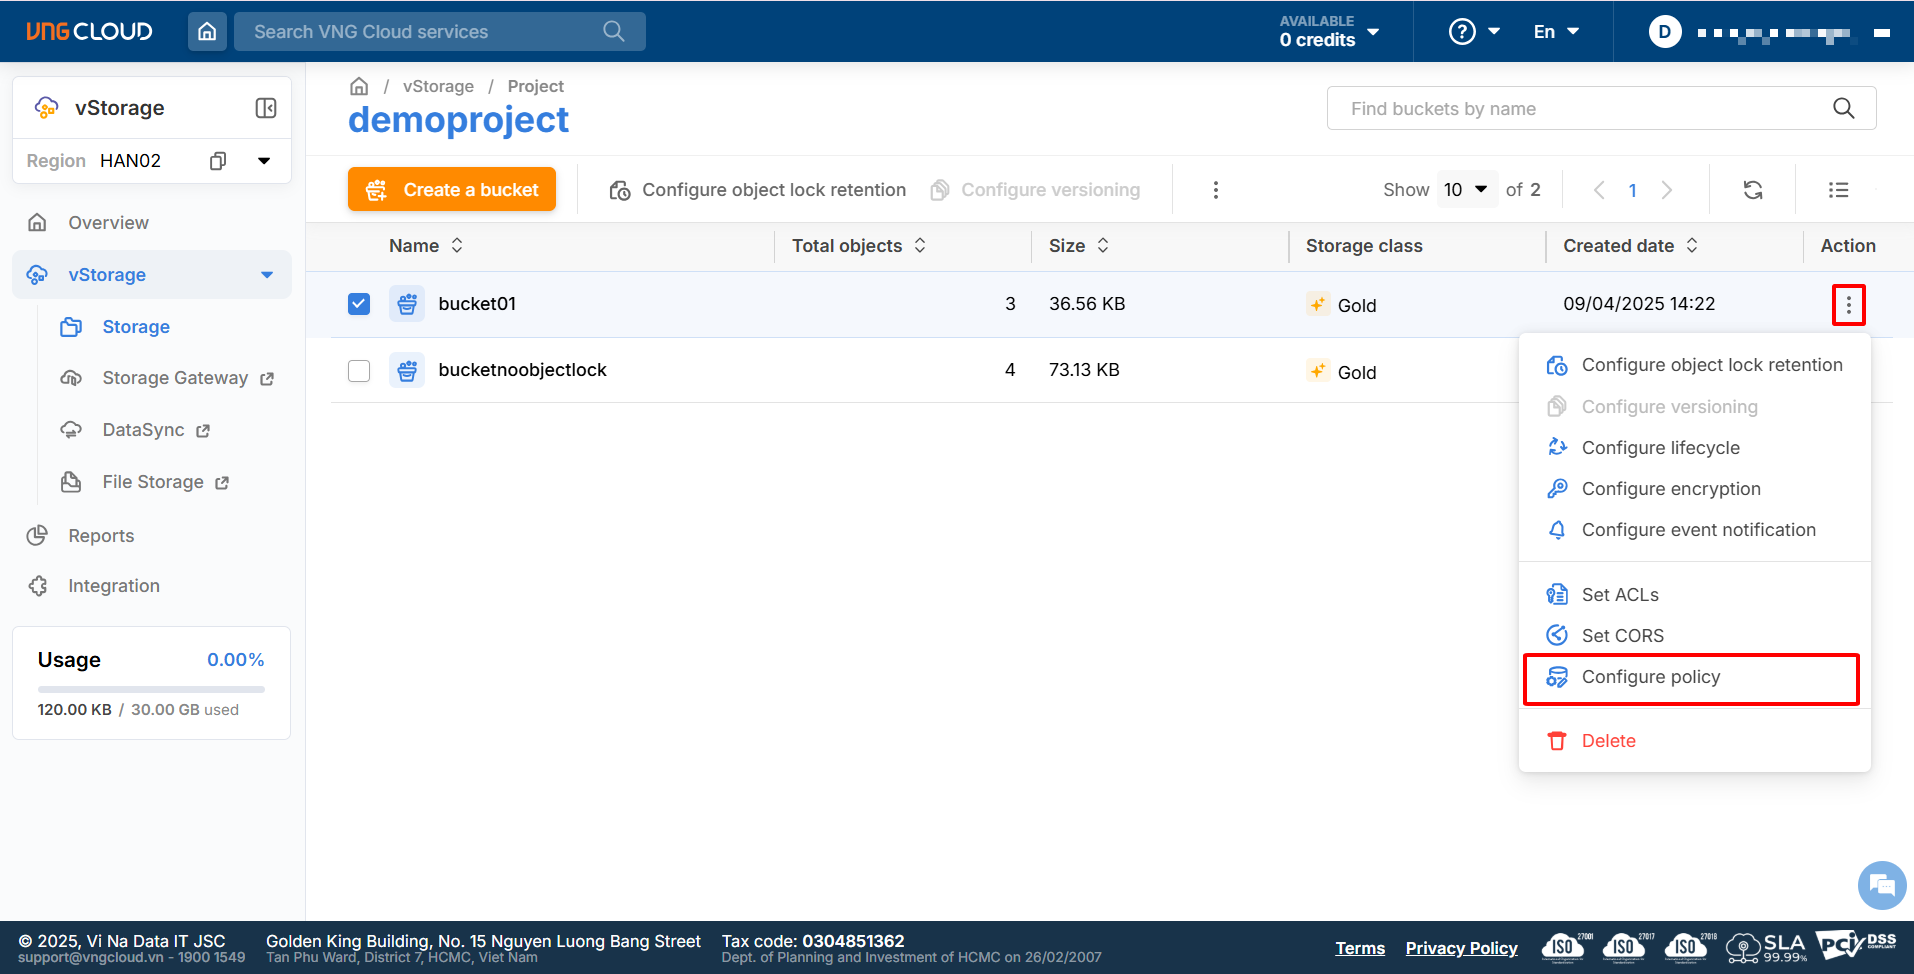 VNG CLOUD
Search VNG Cloud services
AVAILABLE
0 credits
?
En
D
vStorage
Region HAN02
Overview
vStorage
Storage
Storage Gateway
DataSync
File Storage
Reports
Integration
Usage 0.00%
120.00 KB / 30.00 GB used
/ vStorage / Project
demoproject
Find buckets by name
Create a bucket
Configure object lock retention
Configure versioning
Show 10 of 2
1
Name Total objects Size Storage class Created date Action
bucket01 3 36.56 KB Gold 09/04/2025 14:22
bucketnoobjectlock 4 73.13 KB Gold
Configure object lock retention
Configure versioning
Configure lifecycle
Configure encryption
Configure event notification
Set ACLs
Set CORS
Configure policy
Delete
© 2025, Vi Na Data IT JSC
support@vngcloud.vn - 1900 1549
Golden King Building, No. 15 Nguyen Luong Bang Street
Tan Phu Ward, District 7, HCMC, Viet Nam
Tax code: 0304851362
Dept. of Planning and Investment of HCMC on 26/02/2007
Terms
Privacy Policy
ISO 27001
ISO 27017
ISO 27018
SLA
99.99%
PCI DSS
COMPLIANT